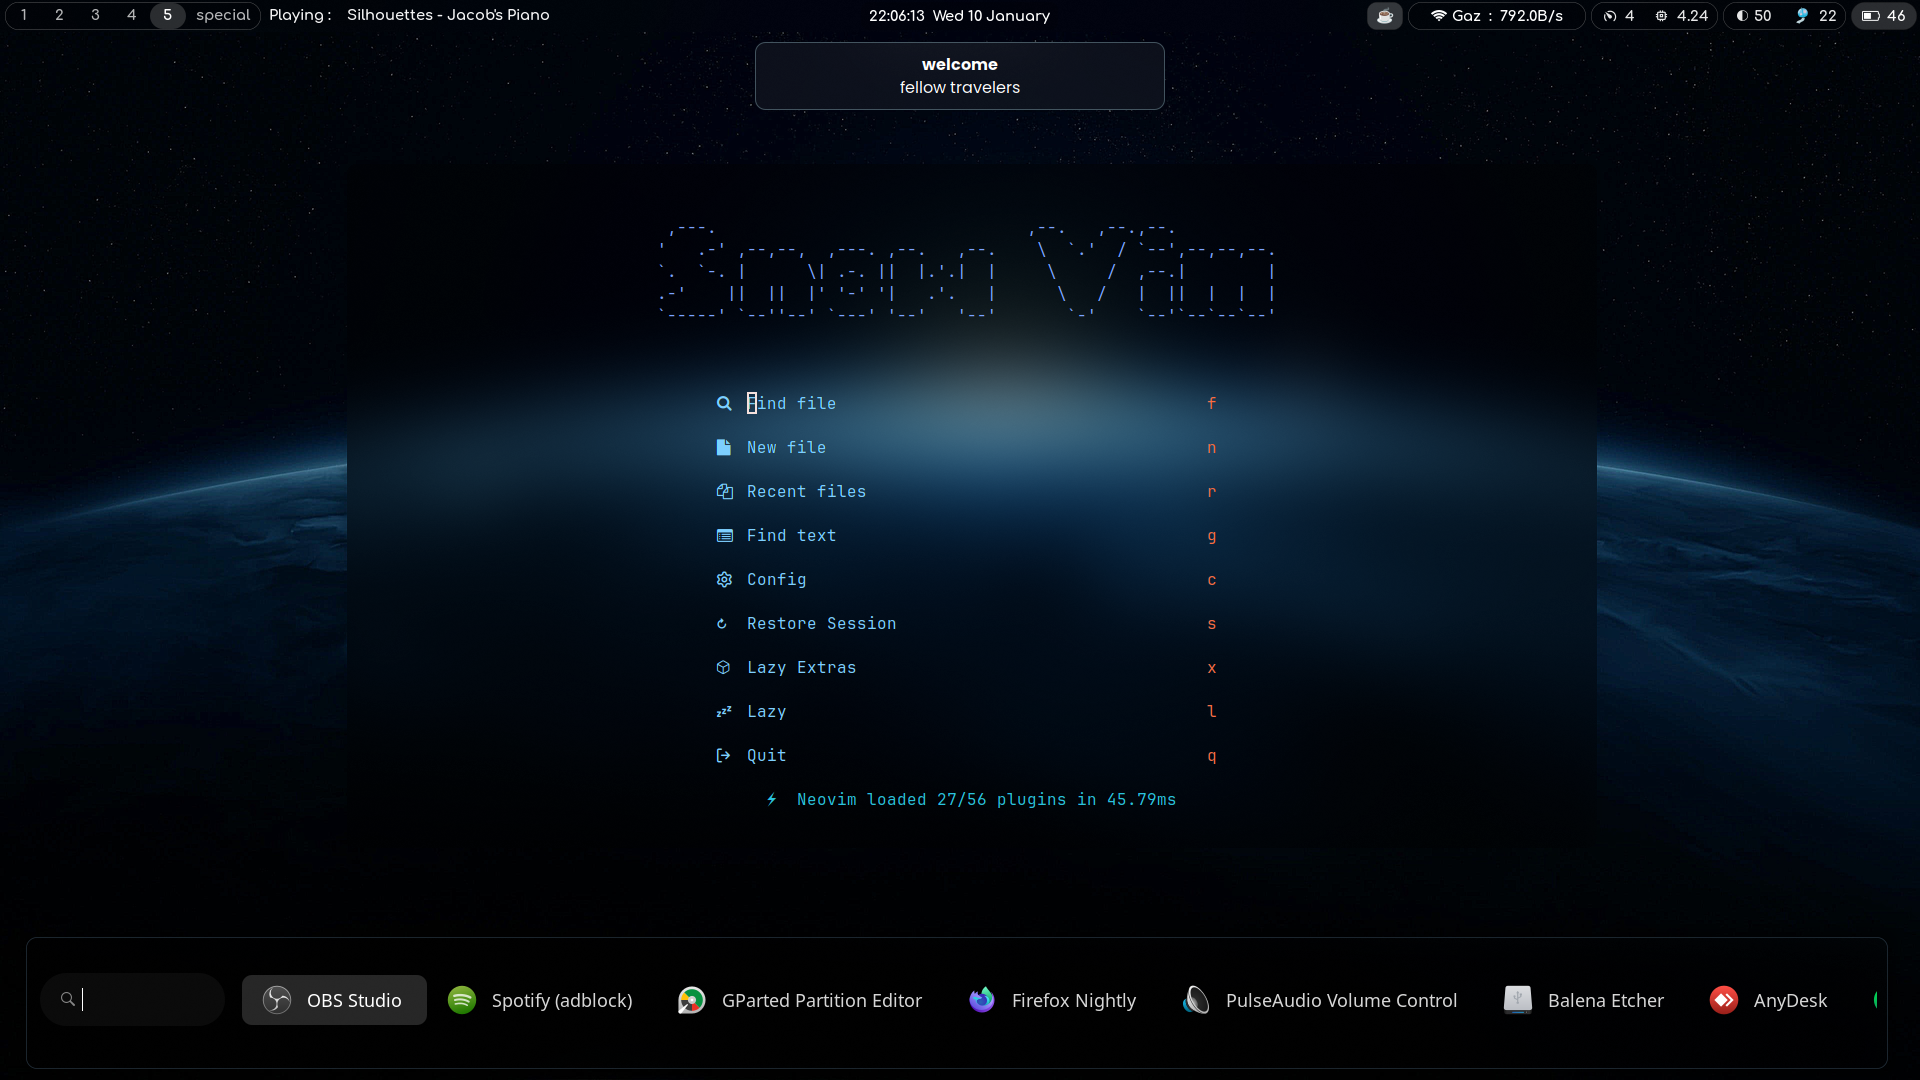 1 2 3 4 5 special Playing : Silhouettes - Jacob's Piano
22:06:13 Wed 10 January
Gaz : 792.0B/s 4 4.24 50 22 46
welcome
fellow travelers
Snow Vim
Find file f
New file n
Recent files r
Find text g
Config c
Restore Session s
Lazy Extras x
zzz Lazy l
Quit q
Neovim loaded 27/56 plugins in 45.79ms
OBS Studio Spotify (adblock) GParted Partition Editor Firefox Nightly PulseAudio Volume Control Balena Etcher AnyDesk